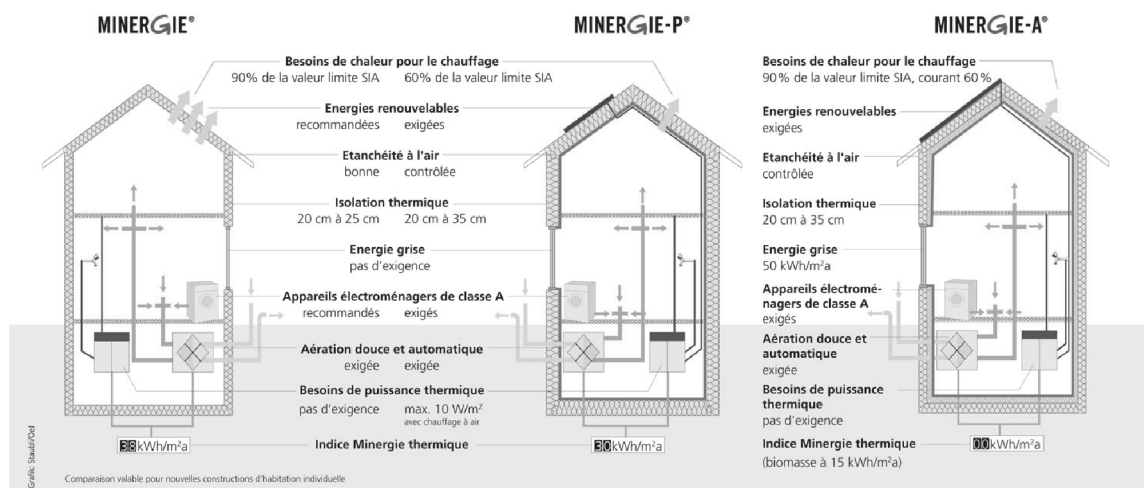 MINERGIE®
MINERGIE-P®
MINERGIE-A®
Besoins de chaleur pour le chauffage
90% de la valeur limite SIA 60% de la valeur limite SIA
Energies renouvelables
recommandées exigées
Etanchéité à l'air
bonne contrôlée
Isolation thermique
20 cm à 25 cm 20 cm à 35 cm
Energie grise
pas d'exigence
Appareils électroménagers de classe A
recommandés exigés
Aération douce et automatique
exigée exigée
Besoins de puissance thermique
pas d'exigence max. 10 W/m²
avec chauffage à air
Indice Minergie thermique
38 kWh/m²a
30 kWh/m²a
Besoins de chaleur pour le chauffage
90% de la valeur limite SIA, courant 60%
Energies renouvelables
exigées
Etanchéité à l'air
contrôlée
Isolation thermique
20 cm à 35 cm
Energie grise
50 kWh/m²a
Appareils électromé-
nagers de classe A
exigés
Aération douce et
automatique
exigée
Besoins de puissance
thermique
pas d'exigence
Indice Minergie thermique
(biomasse à 15 kWh/m²a)
00 kWh/m²a
Grafik: Staubli/Oel
Comparaison valable pour nouvelles constructions d'habitation individuelle